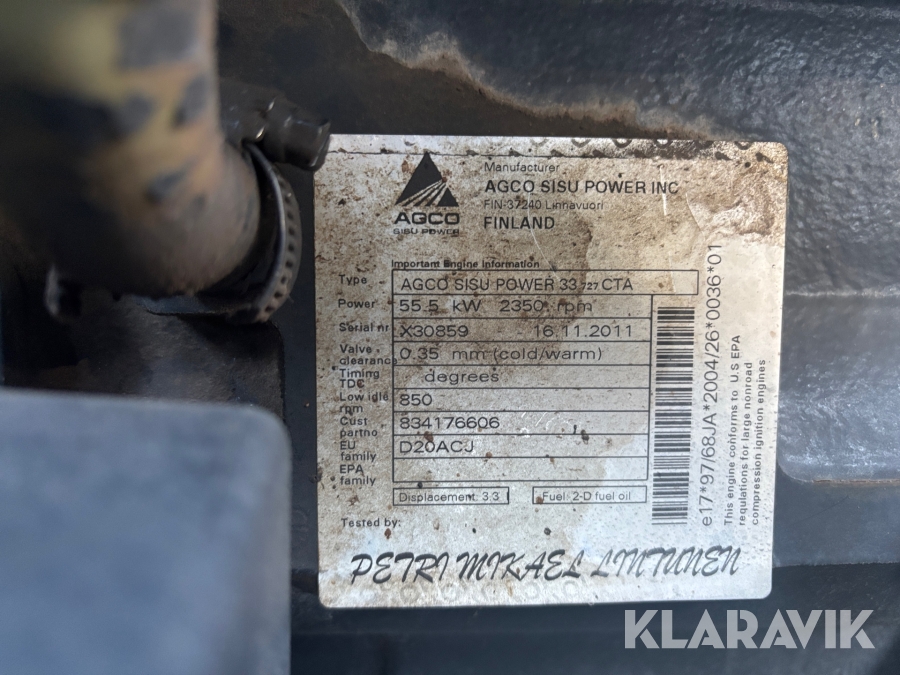 Manufacturer
AGCO SISU POWER INC
FIN-37240 Linnavuori
FINLAND
AGCO
SISU POWER
Important Engine Information
Type AGCO SISU POWER 33 727 CTA
Power 55.5 kW 2350 rpm
Serial nr X30859 16.11.2011
Valve clearance 0.35 mm (cold/warm)
Timing TDC degrees
Low idle rpm 850
Cust partno 834176606
EU family D20ACJ
EPA family
Displacement: 3.3 l Fuel: 2-D fuel oil
Tested by:
PETRI MIKAEL LINTUNEN
e17*97/68JA*2004/26*0036*01
This engine conforms to U.S EPA
requlations for large nonroad
compression ignition engines
KLARAVIK